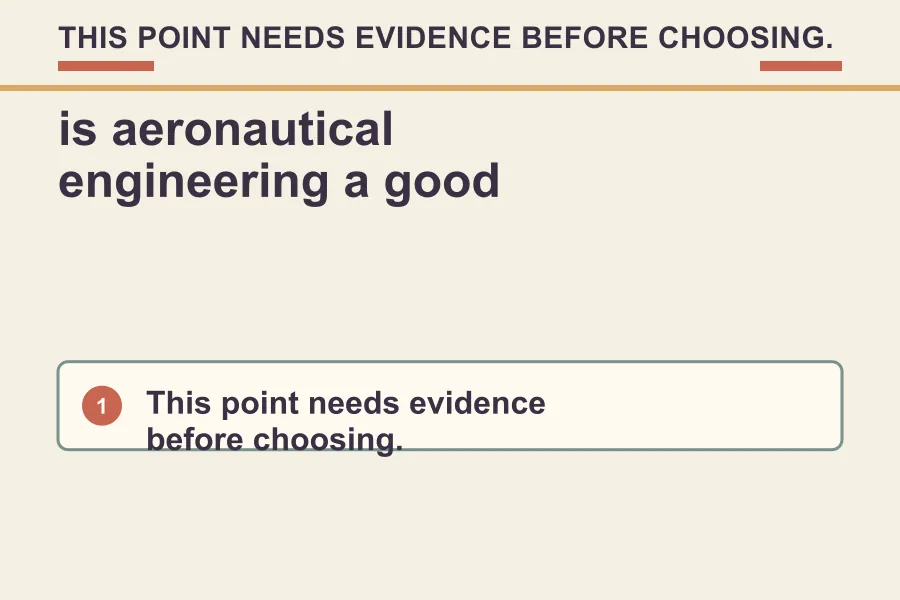 THIS POINT NEEDS EVIDENCE BEFORE CHOOSING.
is aeronautical
engineering a good
1
This point needs evidence
before choosing.